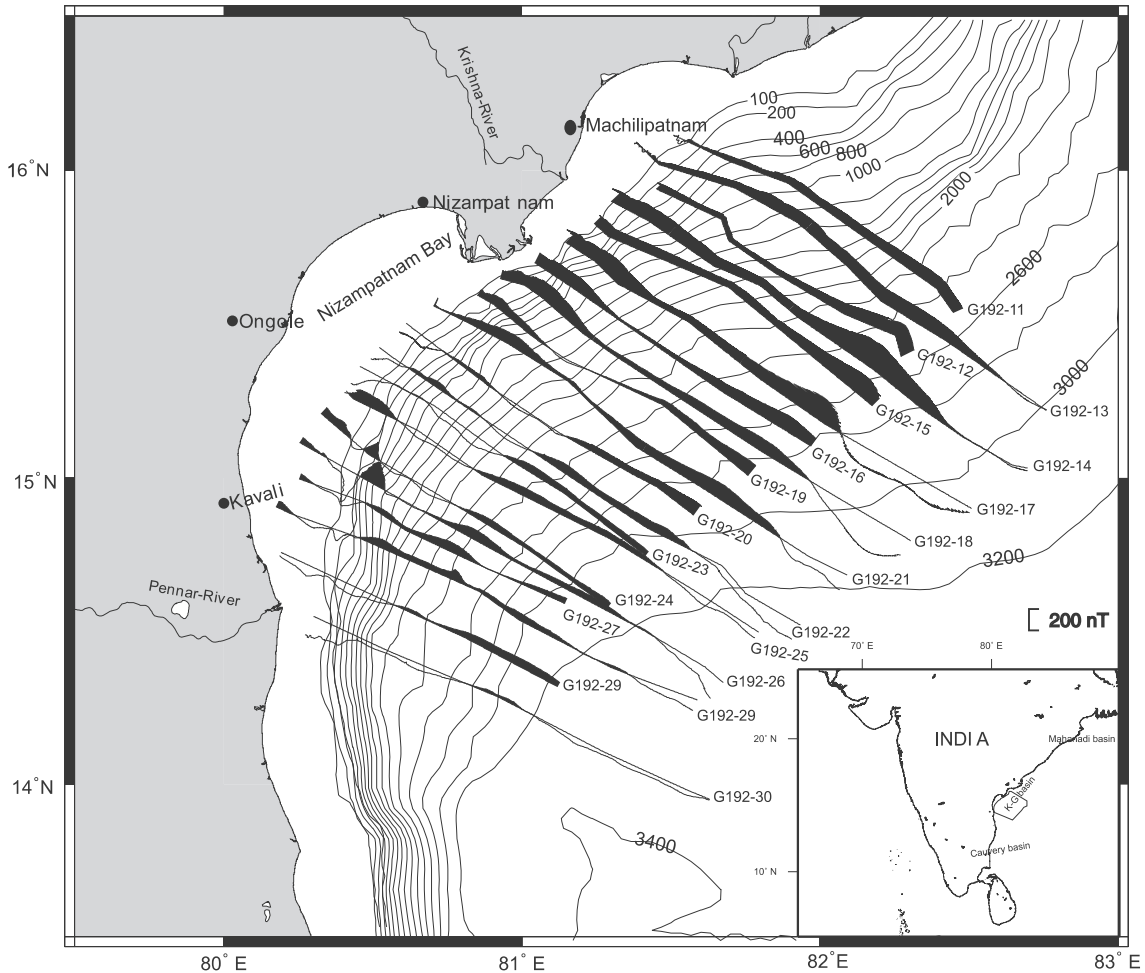 Krishna-River
100
200
Machilipatnam
400
600
800
1000
16°N
2000
Nizampat nam
Nizampatnam Bay
2600
G192-11
Ongole
G192-12
3000
G192-13
G192-15
G192-14
G192-16
15°N
G192-19
Kavali
G192-17
G192-20
G192-18
3200
G192-23
G192-21
Pennar-River
G192-24
G192-27
200 nT
G192-22
G192-25
70° E
80° E
G192-29
G192-26
G192-29
20° N
INDI A
Mahanadi basin
14°N
G192-30
K-G basin
3400
Cauvery basin
10° N
80° E
81° E
82° E
83° E